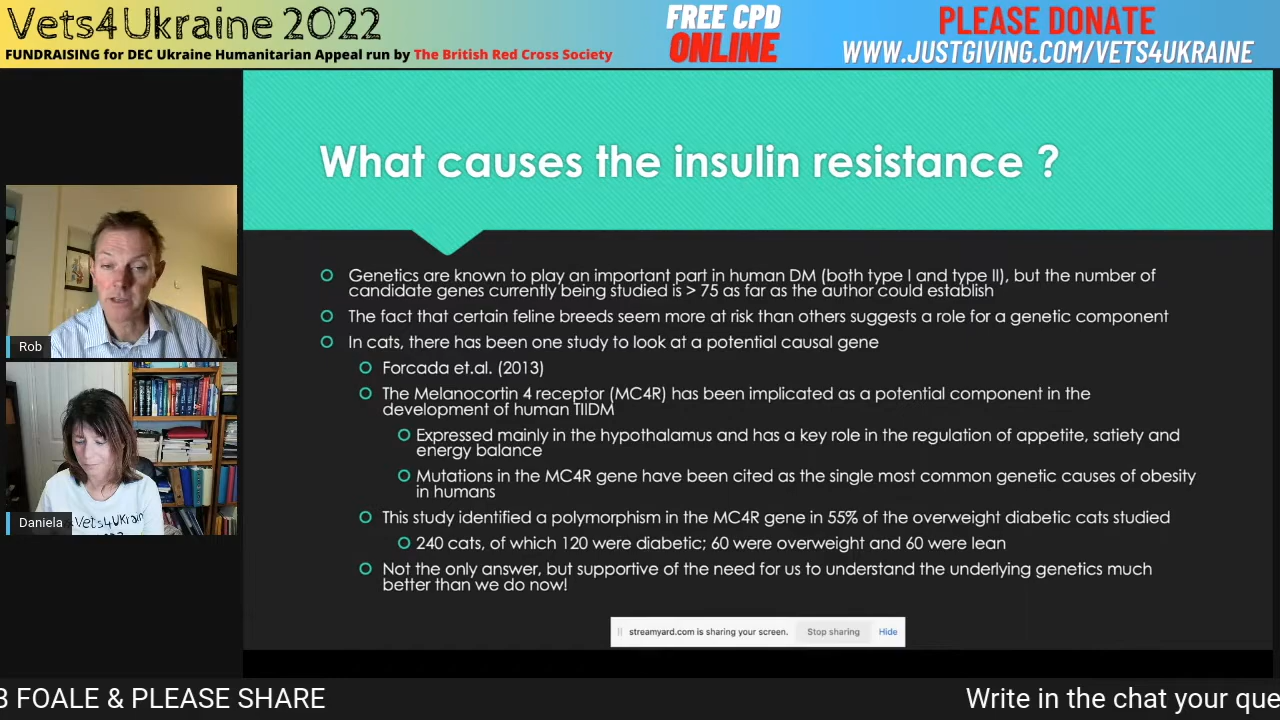 Vets4Ukraine 2022
FUNDRAISING for DEC Ukraine Humanitarian Appeal run by The British Red Cross Society
FREE CPD
ONLINE
PLEASE DONATE
WWW.JUSTGIVING.COM/VETS4UKRAINE
What causes the insulin resistance ?
Genetics are known to play an important part in human DM (both type I and type II), but the number of
candidate genes currently being studied is > 75 as far as the author could establish
The fact that certain feline breeds seem more at risk than others suggests a role for a genetic component
In cats, there has been one study to look at a potential causal gene
Forcada et.al. (2013)
The Melanocortin 4 receptor (MC4R) has been implicated as a potential component in the
development of human TIIDM
Expressed mainly in the hypothalamus and has a key role in the regulation of appetite, satiety and
energy balance
Mutations in the MC4R gene have been cited as the single most common genetic causes of obesity
in humans
This study identified a polymorphism in the MC4R gene in 55% of the overweight diabetic cats studied
240 cats, of which 120 were diabetic; 60 were overweight and 60 were lean
Not the only answer, but supportive of the need for us to understand the underlying genetics much
better than we do now!
Rob
Vets4Ukrain
Daniela
streamyard.com is sharing your screen. Stop sharing Hide
B FOALE & PLEASE SHARE
Write in the chat your que